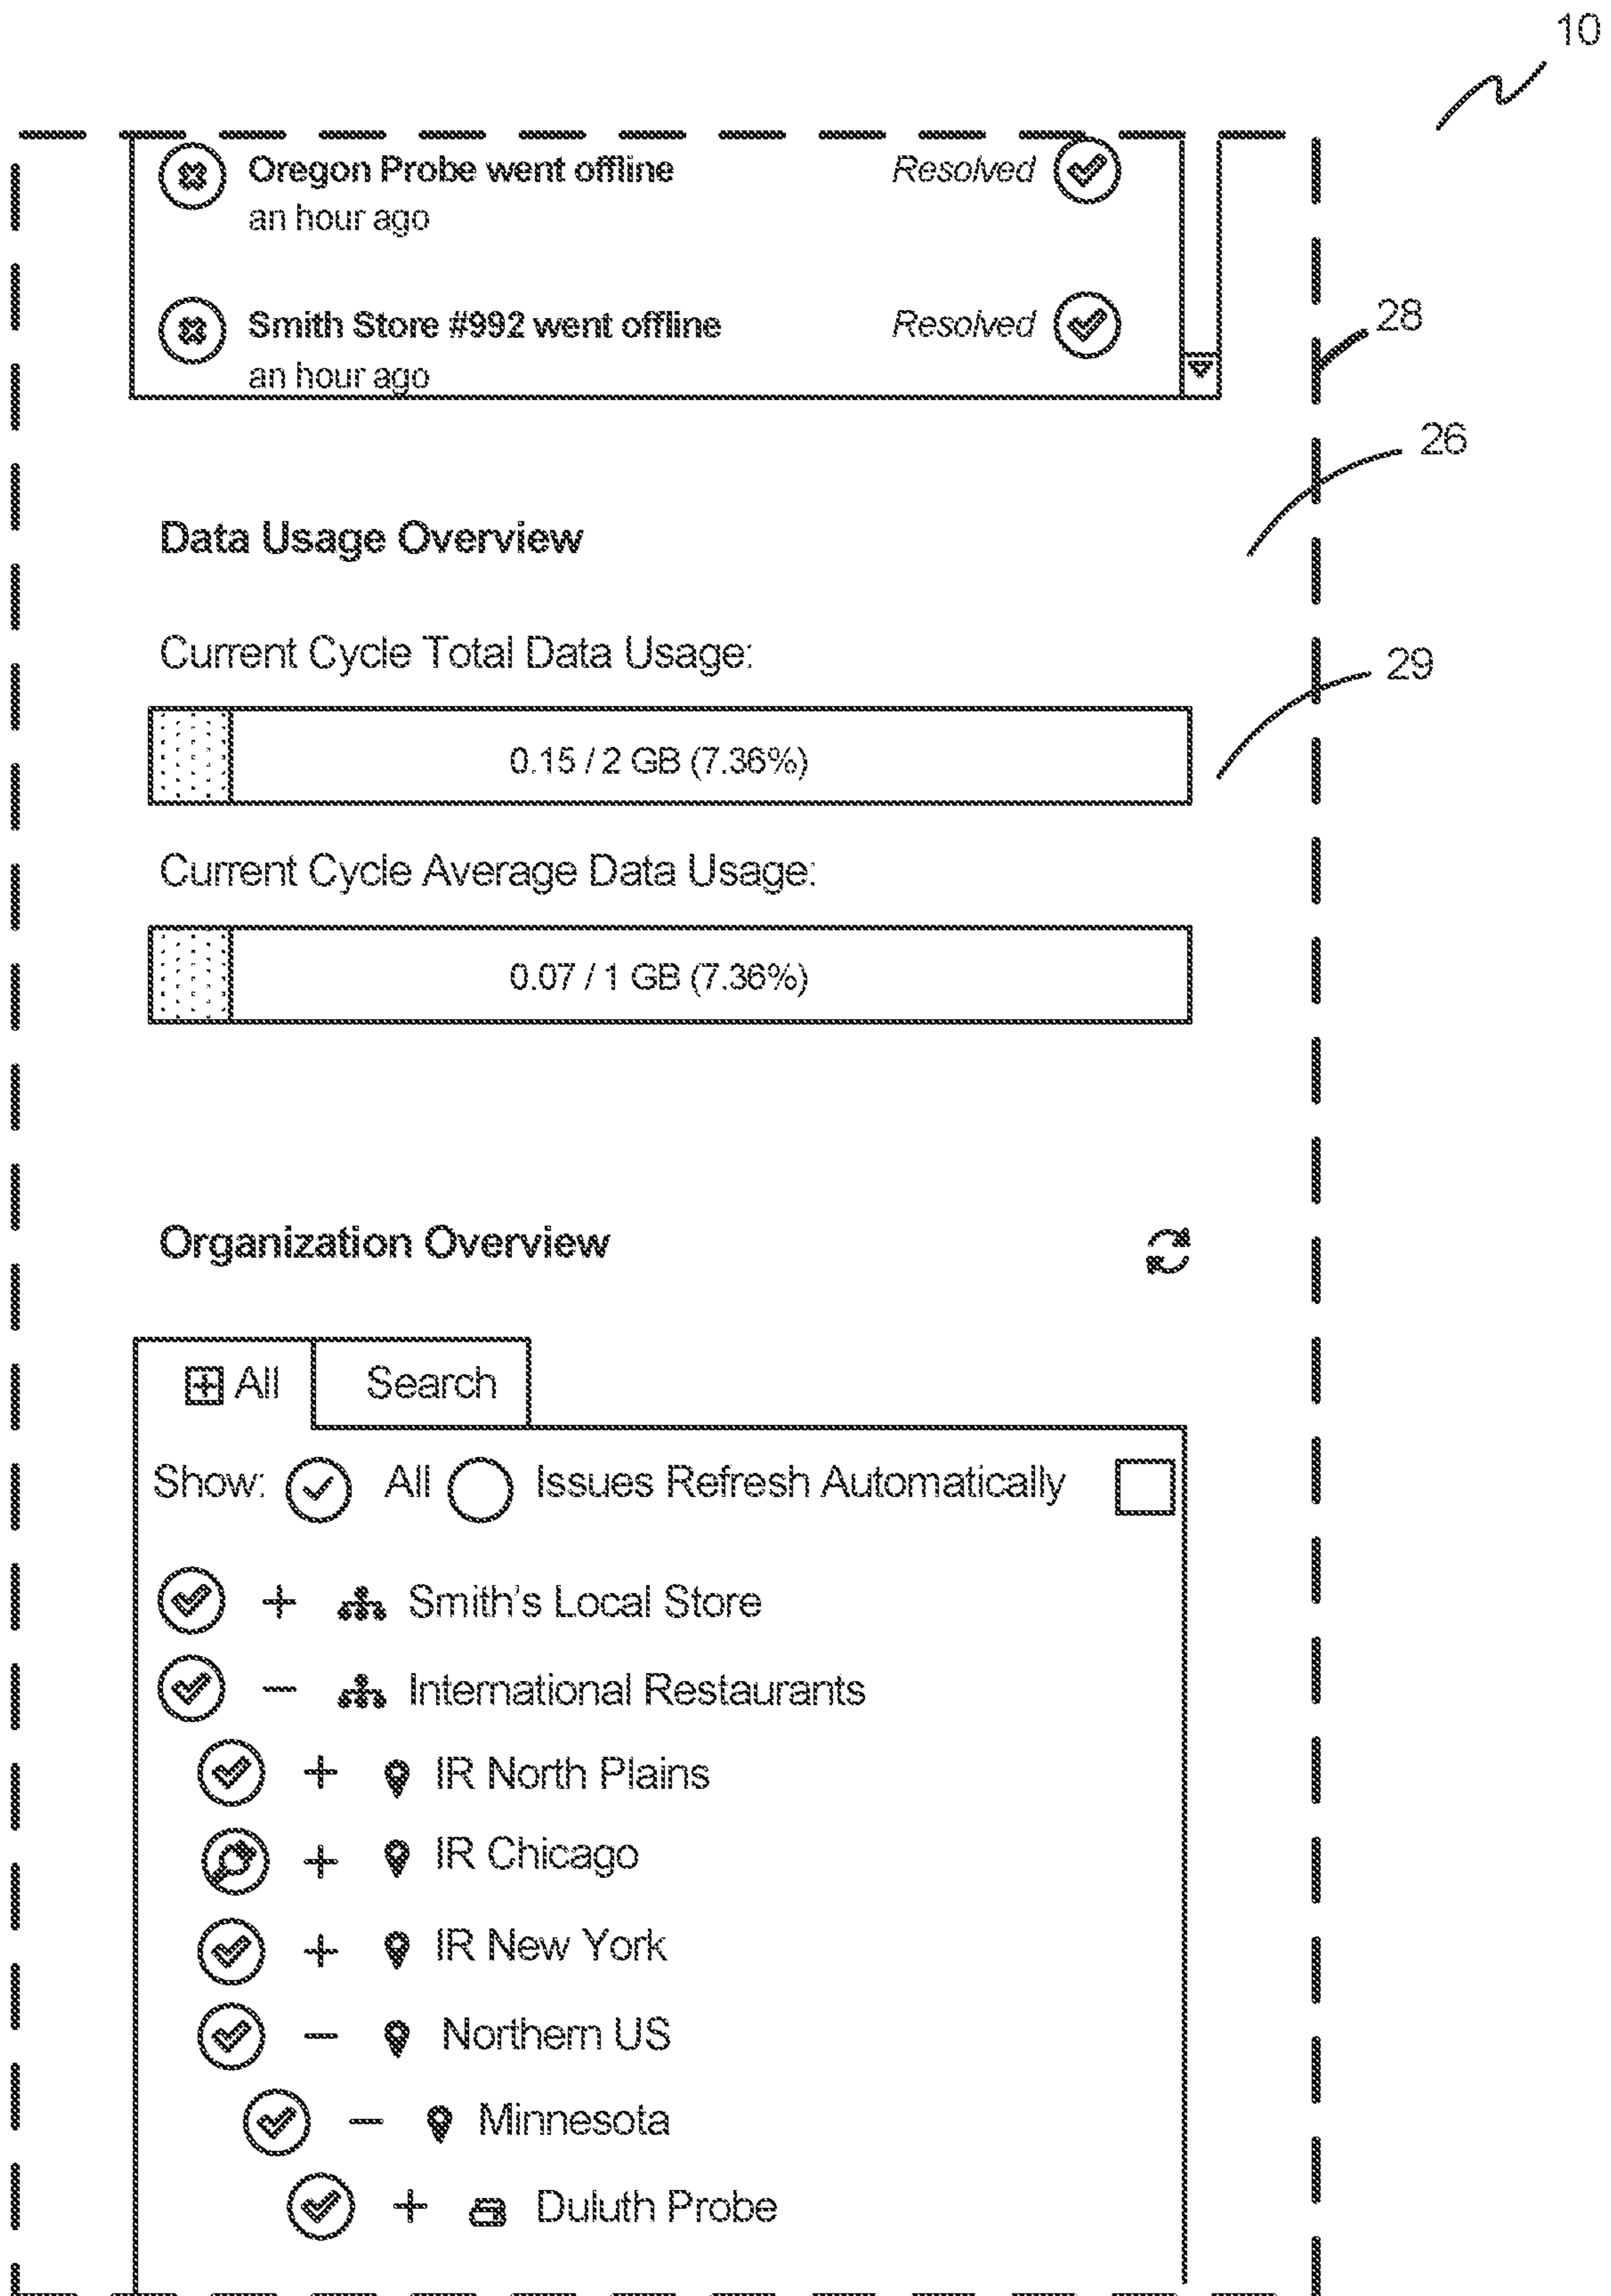 10
Oregon Probe went offline Resolved
an hour ago
28
Smith Store #992 went offline Resolved
an hour ago
26
Data Usage Overview
Current Cycle Total Data Usage:
29
0.15 / 2 GB (7.36%)
Current Cycle Average Data Usage:
0.07 / 1 GB (7.36%)
Organization Overview
All Search
Show: All Issues Refresh Automatically
+ Smith's Local Store
− International Restaurants
+ IR North Plains
+ IR Chicago
+ IR New York
− Northern US
− Minnesota
+ Duluth Probe